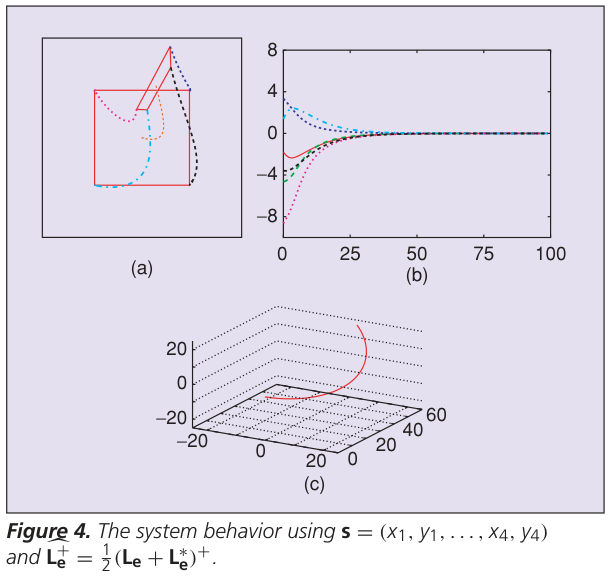 8
4
0
−4
−8
0 25 50 75 100
(a)
(b)
20
0
−20
−20
0
20
0
20
40
60
(c)
Figure 4. The system behavior using s = (x₁, y₁, . . . , x₄, y₄)
and L̂ₑ⁺ = ½(Lₑ + Lₑ*)⁺.